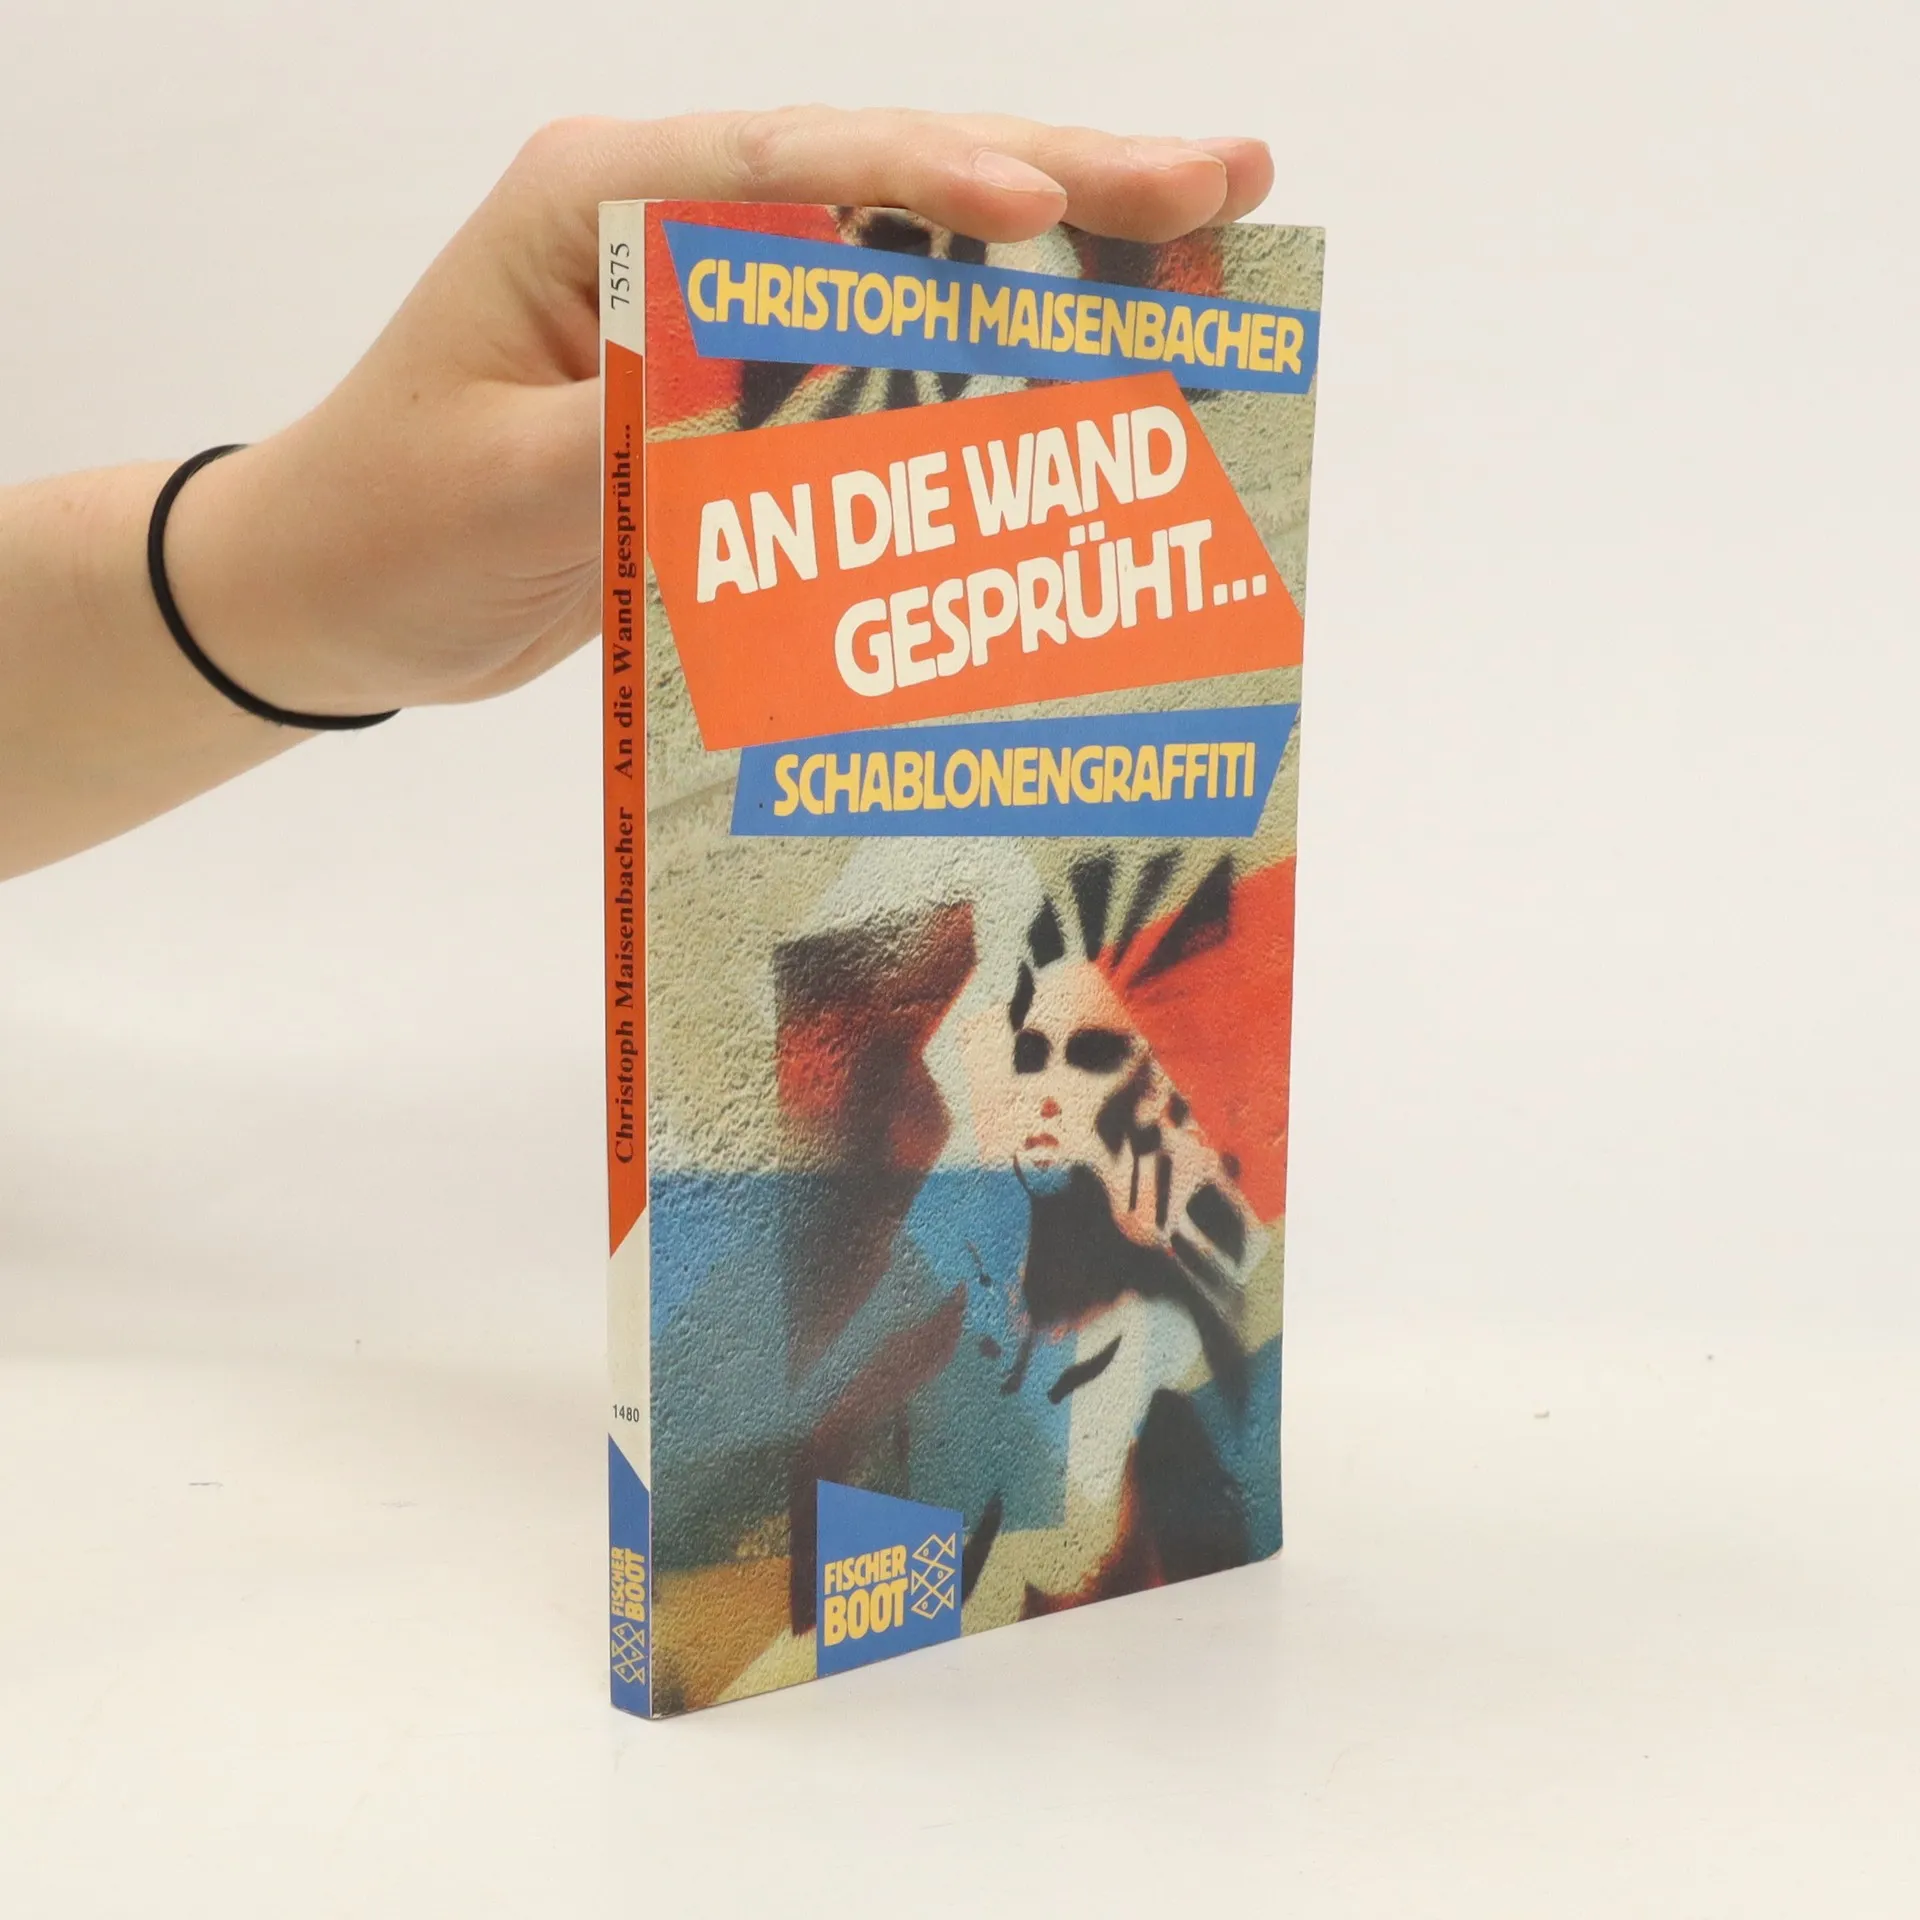 CHRISTOPH MAISENBACHER
AN DIE WAND
GESPRÜHT...
SCHABLONENGRAFFITI
FISCHER
BOOT
7575
Christoph Maisenbacher An die Wand gesprüht...
1480
FISCHER
BOOT